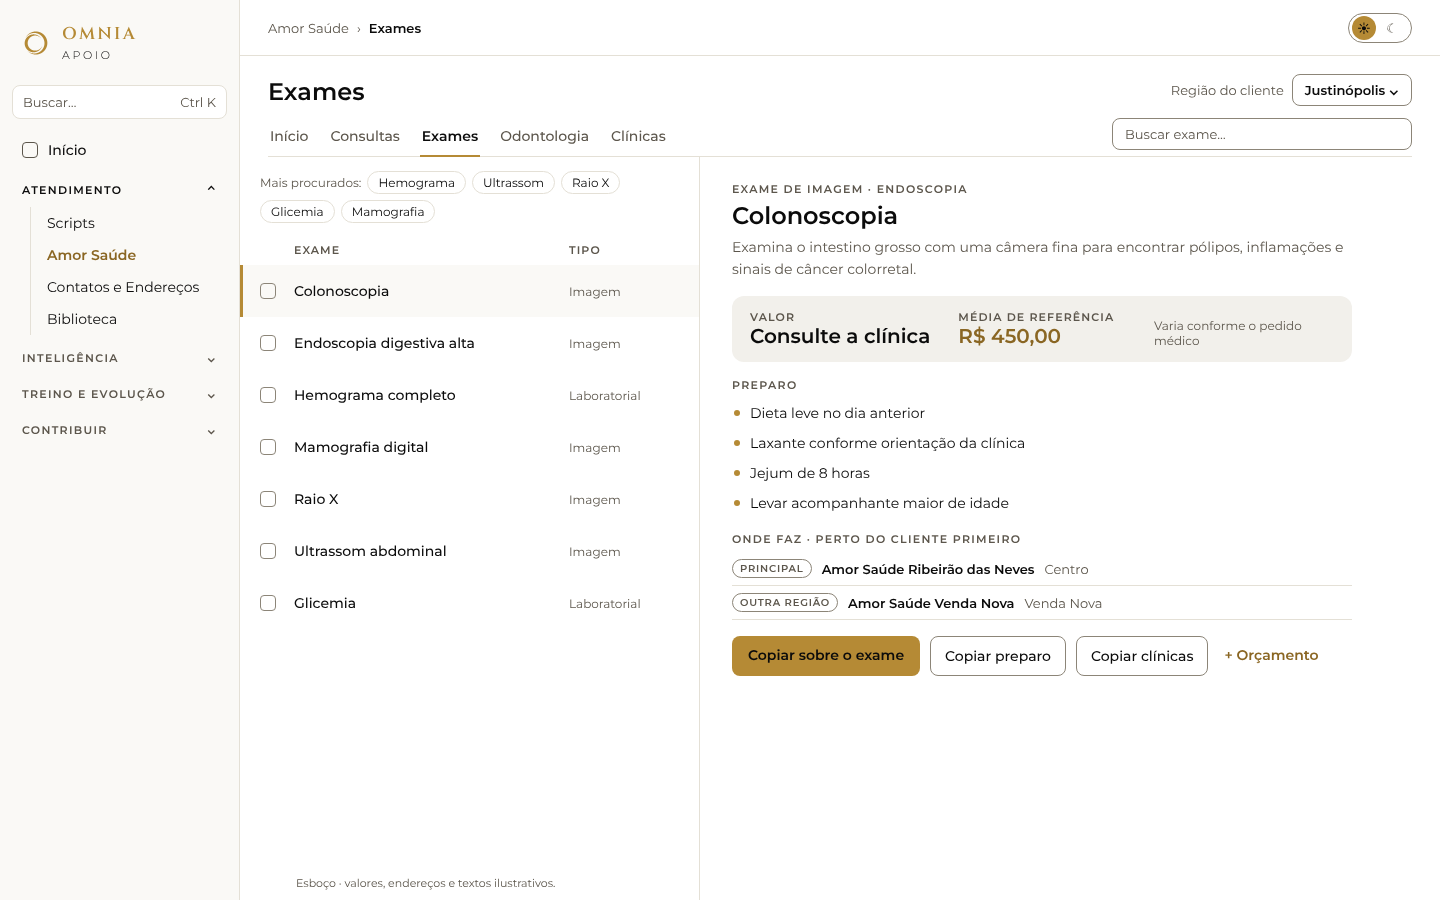 OMNIA
APOIO
Buscar... Ctrl K
Início
ATENDIMENTO
Scripts
Amor Saúde
Contatos e Endereços
Biblioteca
INTELIGÊNCIA
TREINO E EVOLUÇÃO
CONTRIBUIR
Amor Saúde › Exames
Exames
Região do cliente Justinópolis
Início Consultas Exames Odontologia Clínicas
Buscar exame...
Mais procurados: Hemograma Ultrassom Raio X
Glicemia Mamografia
EXAME TIPO
Colonoscopia Imagem
Endoscopia digestiva alta Imagem
Hemograma completo Laboratorial
Mamografia digital Imagem
Raio X Imagem
Ultrassom abdominal Imagem
Glicemia Laboratorial
Esboço · valores, endereços e textos ilustrativos.
EXAME DE IMAGEM · ENDOSCOPIA
Colonoscopia
Examina o intestino grosso com uma câmera fina para encontrar pólipos, inflamações e
sinais de câncer colorretal.
VALOR MÉDIA DE REFERÊNCIA
Consulte a clínica R$ 450,00
Varia conforme o pedido
médico
PREPARO
Dieta leve no dia anterior
Laxante conforme orientação da clínica
Jejum de 8 horas
Levar acompanhante maior de idade
ONDE FAZ · PERTO DO CLIENTE PRIMEIRO
PRINCIPAL Amor Saúde Ribeirão das Neves Centro
OUTRA REGIÃO Amor Saúde Venda Nova Venda Nova
Copiar sobre o exame Copiar preparo Copiar clínicas + Orçamento